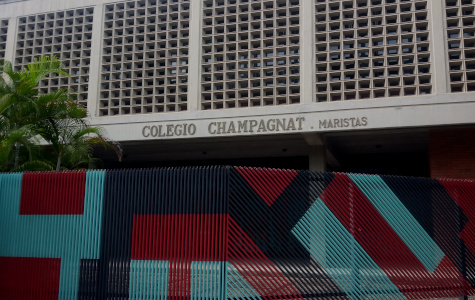 COLEGIO CHAMPAGNAT . MARISTAS